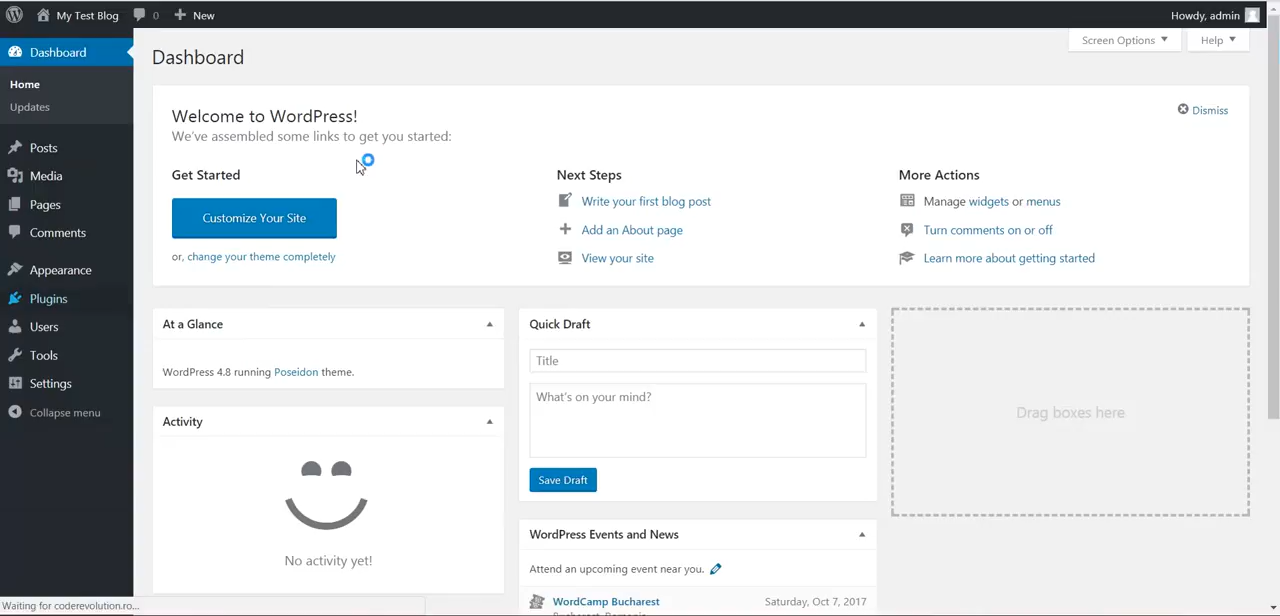 My Test Blog
0
New
Howdy, admin
Dashboard
Home
Updates
Posts
Media
Pages
Comments
Appearance
Plugins
Users
Tools
Settings
Collapse menu
Screen Options
Help
Dashboard
Welcome to WordPress!
We've assembled some links to get you started:
Dismiss
Get Started
Customize Your Site
or, change your theme completely
Next Steps
Write your first blog post
Add an About page
View your site
More Actions
Manage widgets or menus
Turn comments on or off
Learn more about getting started
At a Glance
WordPress 4.8 running Poseidon theme.
Activity
No activity yet!
Quick Draft
Title
What's on your mind?
Save Draft
WordPress Events and News
Attend an upcoming event near you.
WordCamp Bucharest
Saturday, Oct 7, 2017
Drag boxes here
Waiting for coderevolution.ro...